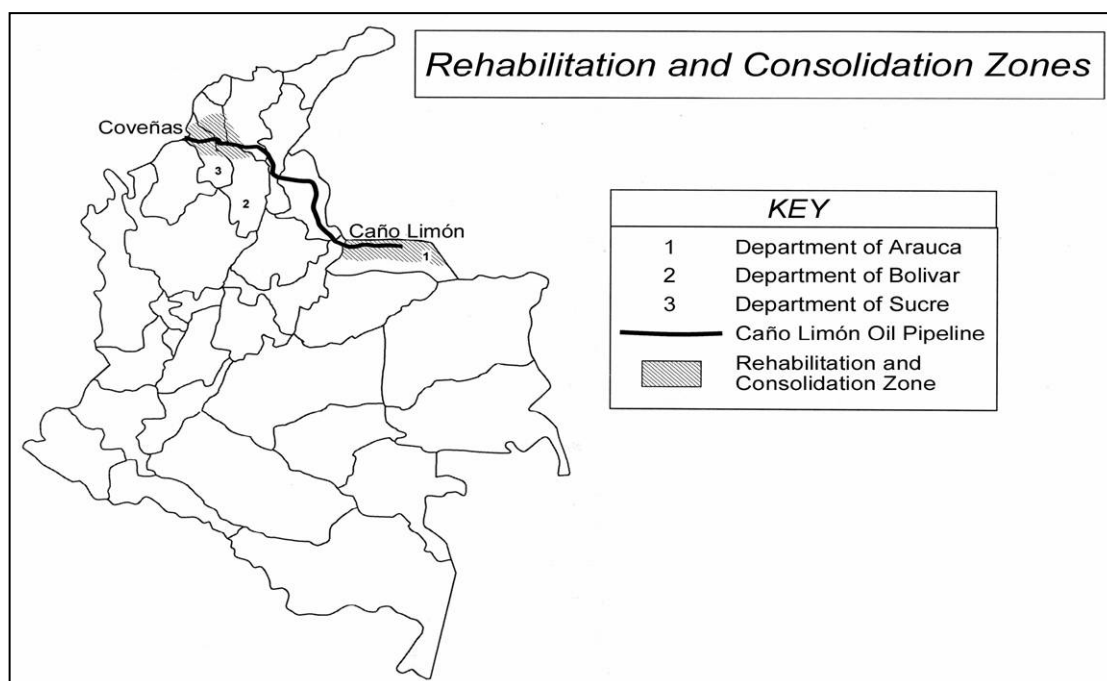 Rehabilitation and Consolidation Zones
Coveñas
3
2
Caño Limón
1
KEY
1 Department of Arauca
2 Department of Bolivar
3 Department of Sucre
Caño Limón Oil Pipeline
Rehabilitation and
Consolidation Zone